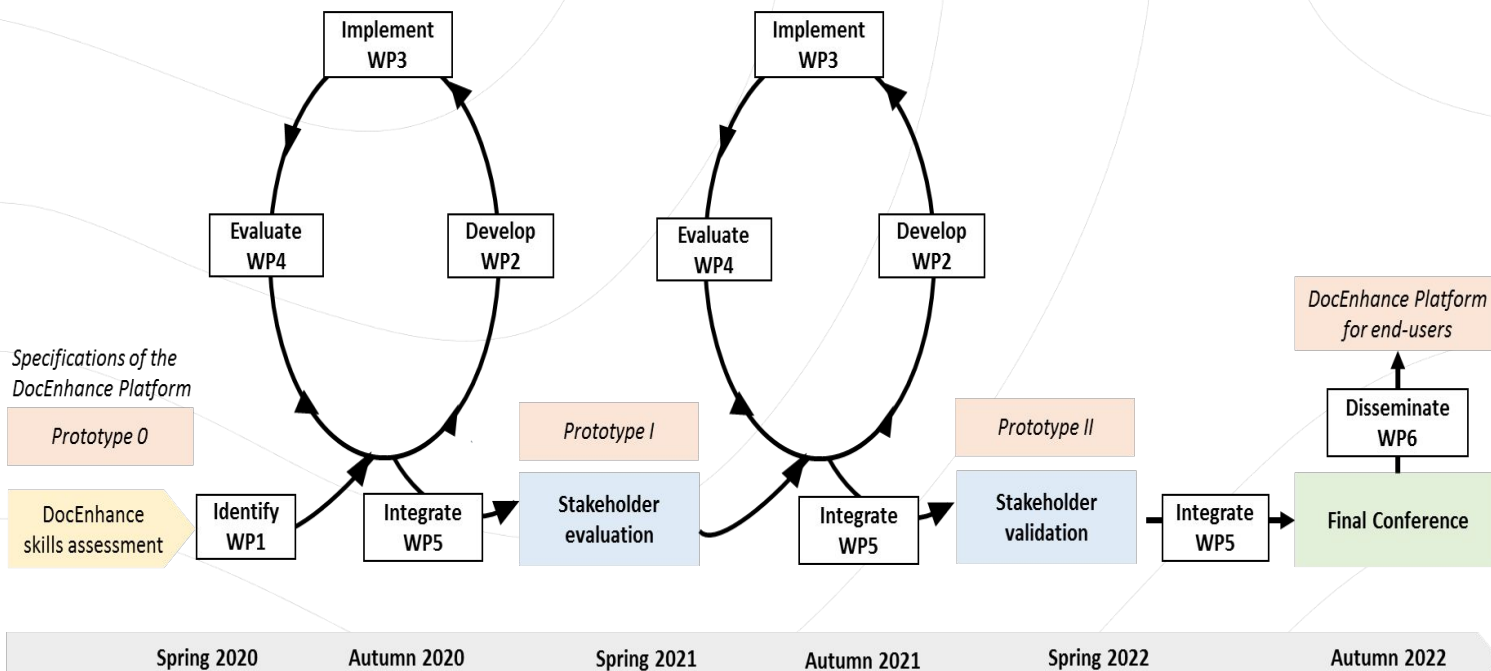 Implement
WP3
Implement
WP3
Evaluate
WP4
Develop
WP2
Evaluate
WP4
Develop
WP2
DocEnhance Platform
for end-users
Specifications of the
DocEnhance Platform
Prototype 0
Prototype I
Prototype II
Disseminate
WP6
DocEnhance
skills assessment
Identify
WP1
Integrate
WP5
Stakeholder
evaluation
Integrate
WP5
Stakeholder
validation
Integrate
WP5
Final Conference
Spring 2020
Autumn 2020
Spring 2021
Autumn 2021
Spring 2022
Autumn 2022